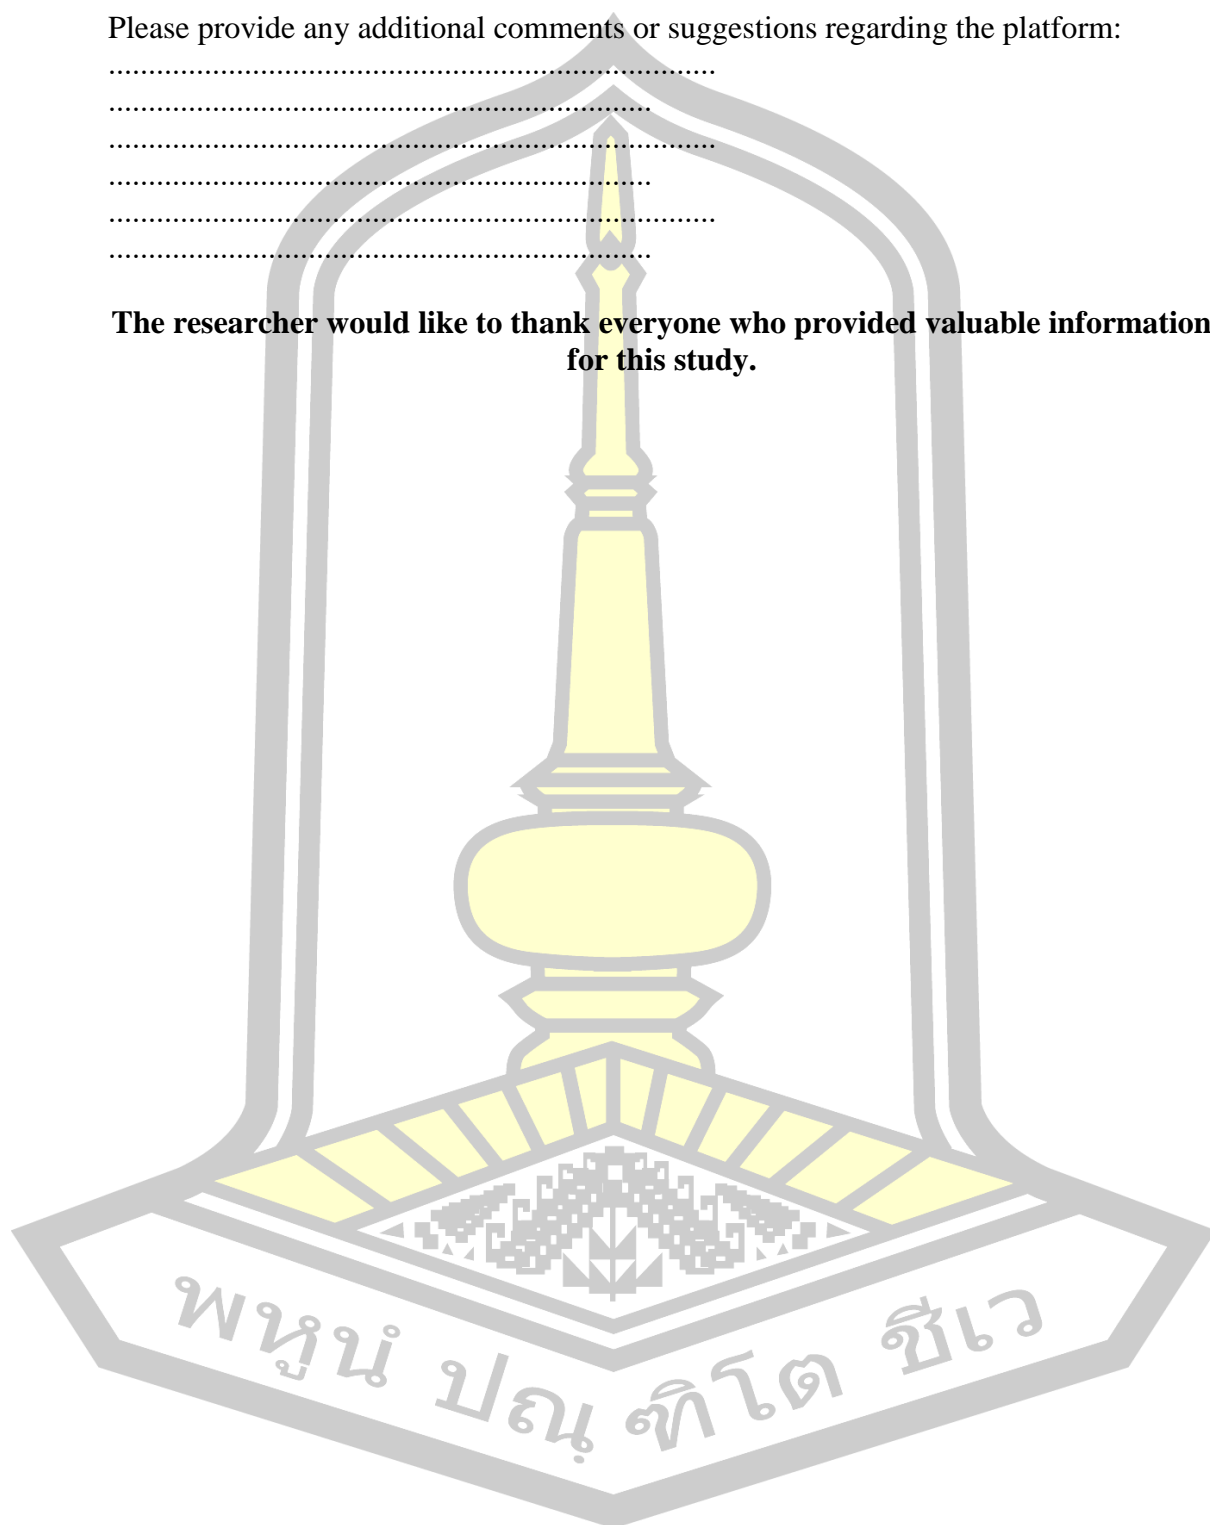 Please provide any additional comments or suggestions regarding the platform:
............................................................................
....................................................................
............................................................................
....................................................................
............................................................................
....................................................................
The researcher would like to thank everyone who provided valuable information
for this study.
พหูนํ ปณฺฑิโต ชีเว